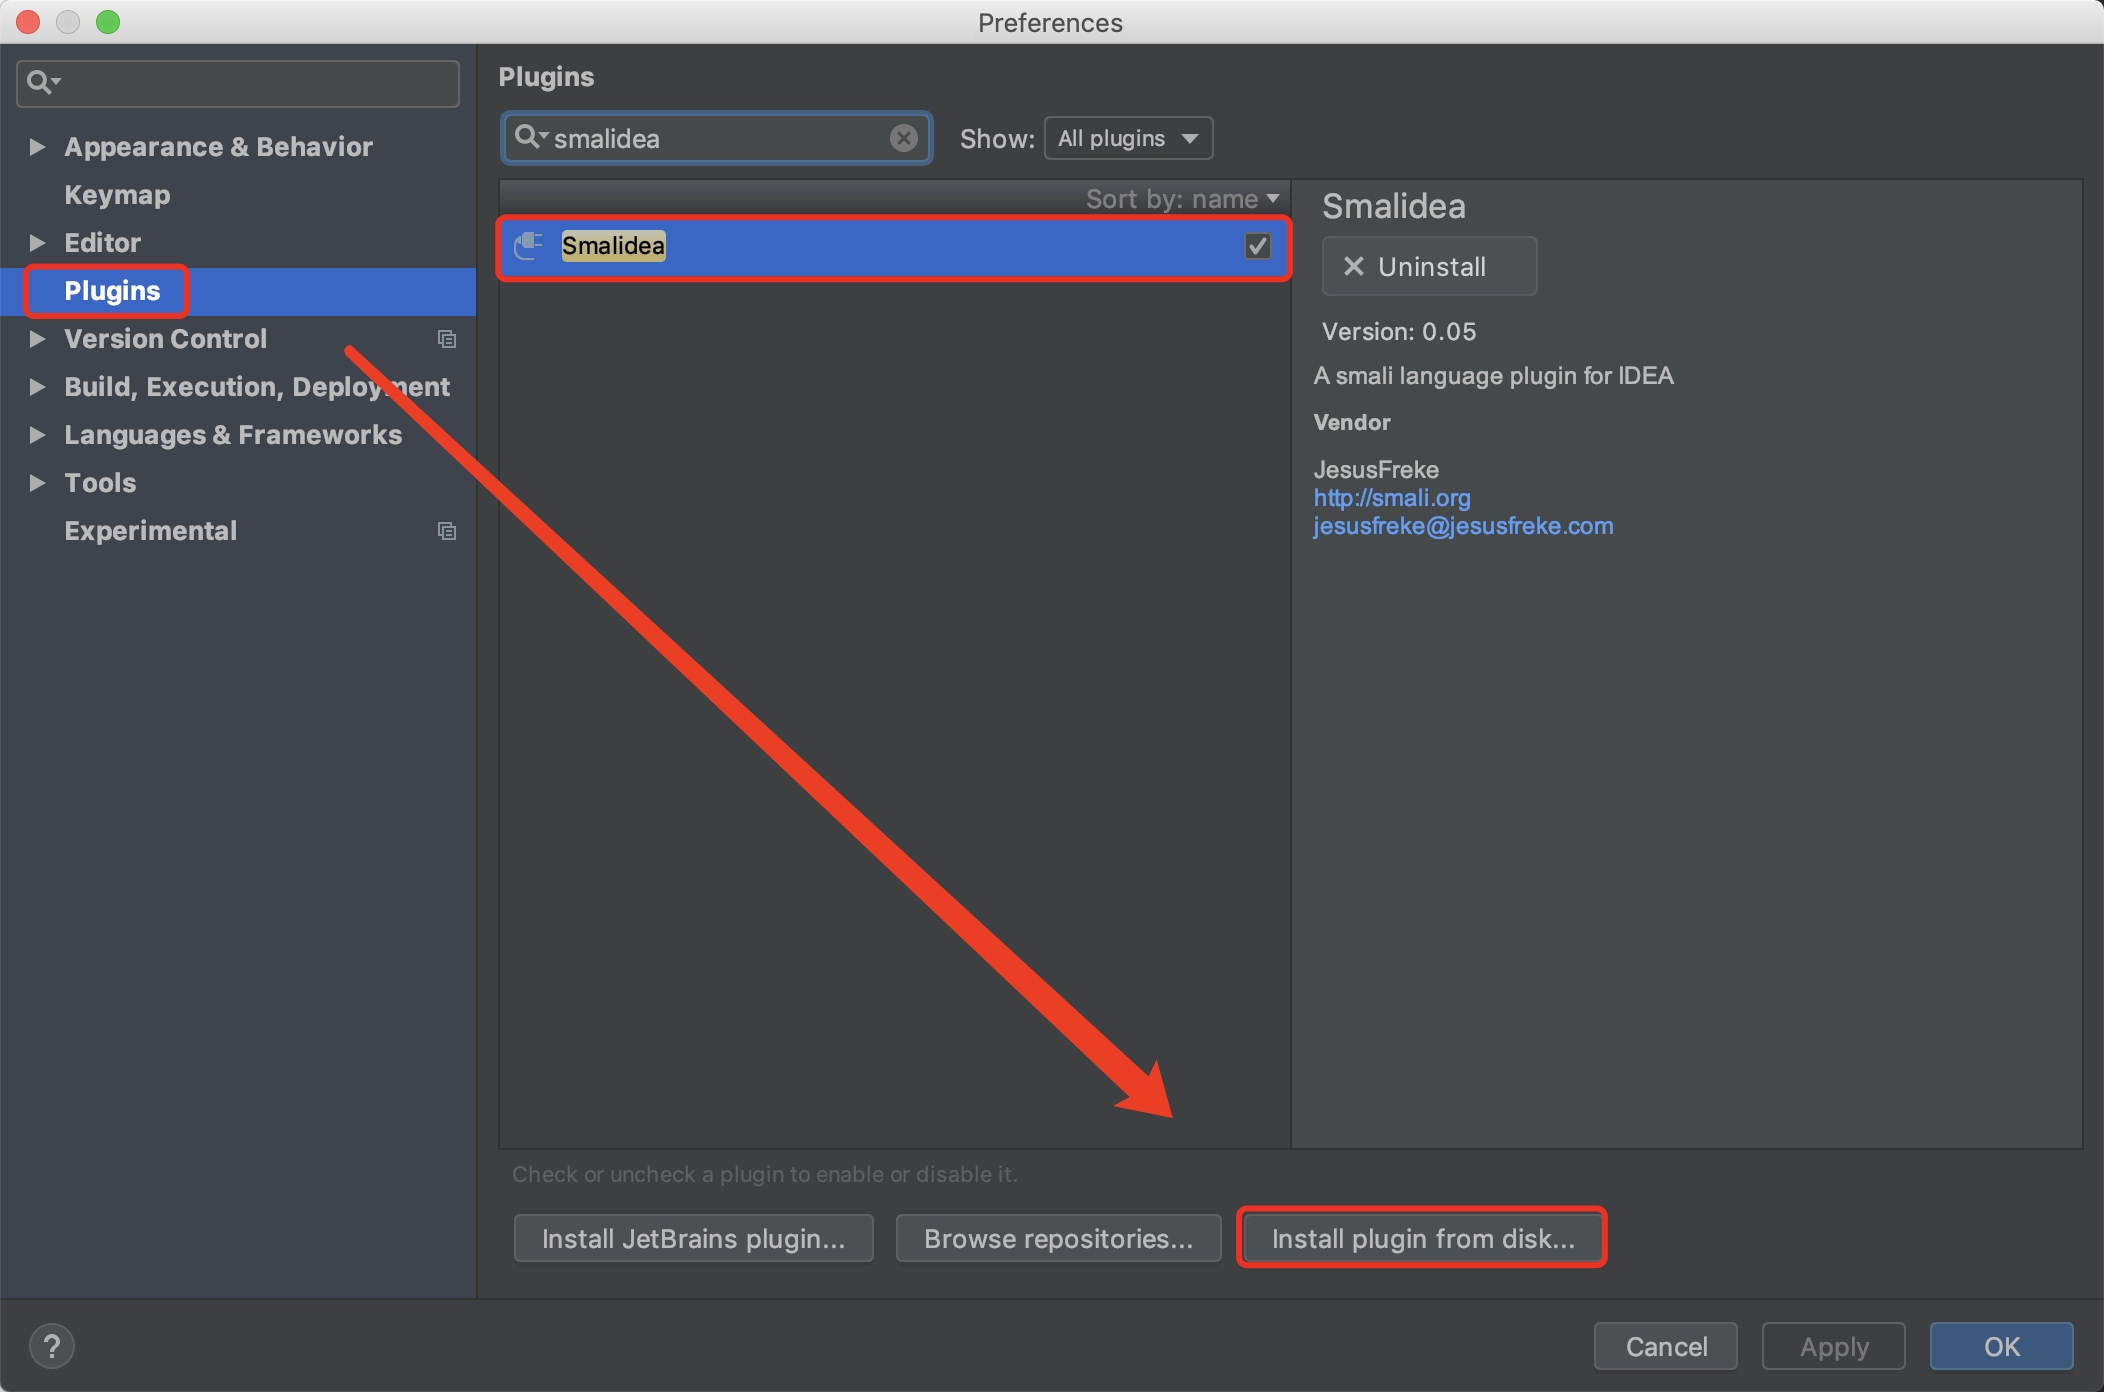 Preferences
Appearance & Behavior
Keymap
Editor
Plugins
Version Control
Build, Execution, Deployment
Languages & Frameworks
Tools
Experimental
Plugins
smalidea
Show: All plugins
Sort by: name
Smalidea
Smalidea
Uninstall
Version: 0.05
A smali language plugin for IDEA
Vendor
JesusFreke
http://smali.org
jesusfreke@jesusfreke.com
Check or uncheck a plugin to enable or disable it.
Install JetBrains plugin...
Browse repositories...
Install plugin from disk...
?
Cancel
Apply
OK